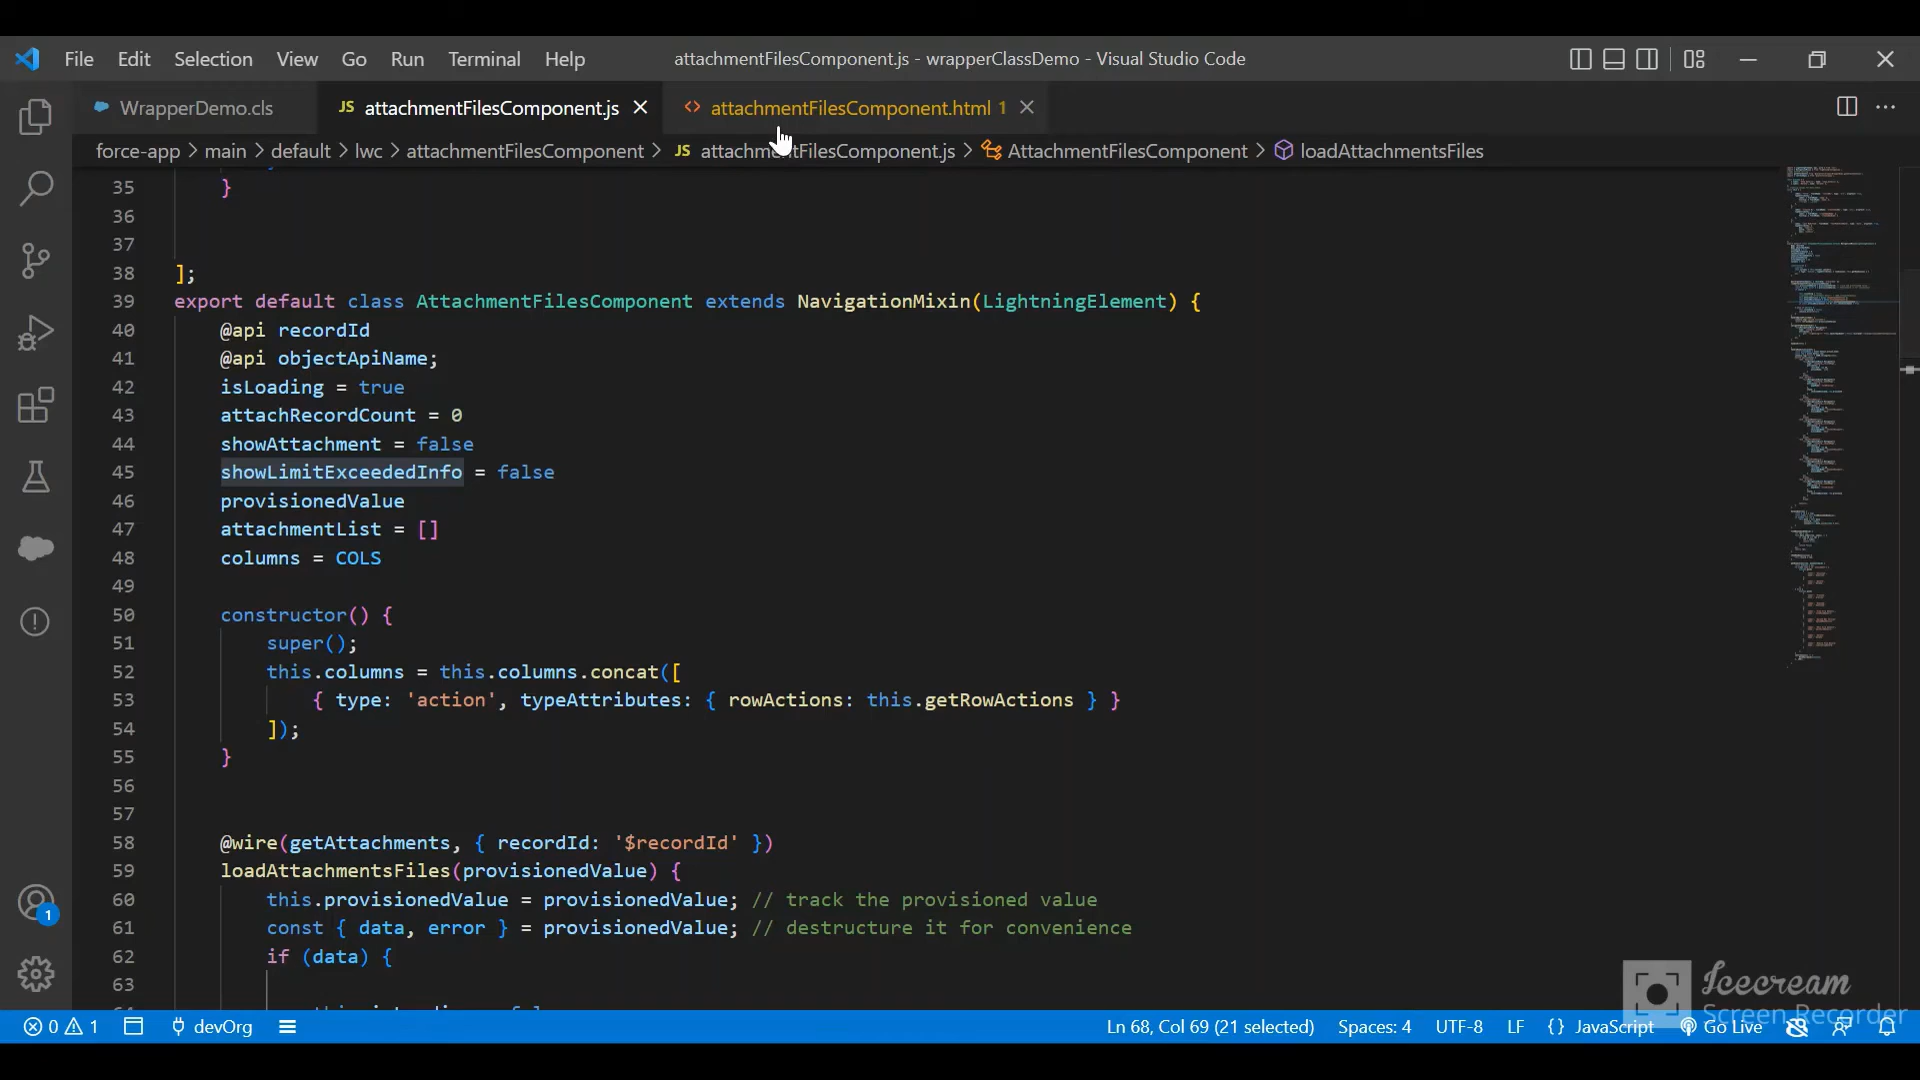 File Edit Selection View Go Run Terminal Help attachmentFilesComponent.js - wrapperClassDemo - Visual Studio Code
WrapperDemo.cls JS attachmentFilesComponent.js attachmentFilesComponent.html 1
force-app > main > default > lwc > attachmentFilesComponent > JS attachmentFilesComponent.js > AttachmentFilesComponent > loadAttachmentsFiles
35 }
36
37
38 ];
39 export default class AttachmentFilesComponent extends NavigationMixin(LightningElement) {
40 @api recordId
41 @api objectApiName;
42 isLoading = true
43 attachRecordCount = 0
44 showAttachment = false
45 showLimitExceededInfo = false
46 provisionedValue
47 attachmentList = []
48 columns = COLS
49
50 constructor() {
51 super();
52 this.columns = this.columns.concat([
53 { type: 'action', typeAttributes: { rowActions: this.getRowActions } }
54 ]);
55 }
56
57
58 @wire(getAttachments, { recordId: '$recordId' })
59 loadAttachmentsFiles(provisionedValue) {
60 this.provisionedValue = provisionedValue; // track the provisioned value
61 const { data, error } = provisionedValue; // destructure it for convenience
62 if (data) {
63
1
Icecream
Screen Recorder
0 1 devOrg Ln 68, Col 69 (21 selected) Spaces: 4 UTF-8 LF {} JavaScript Go Live